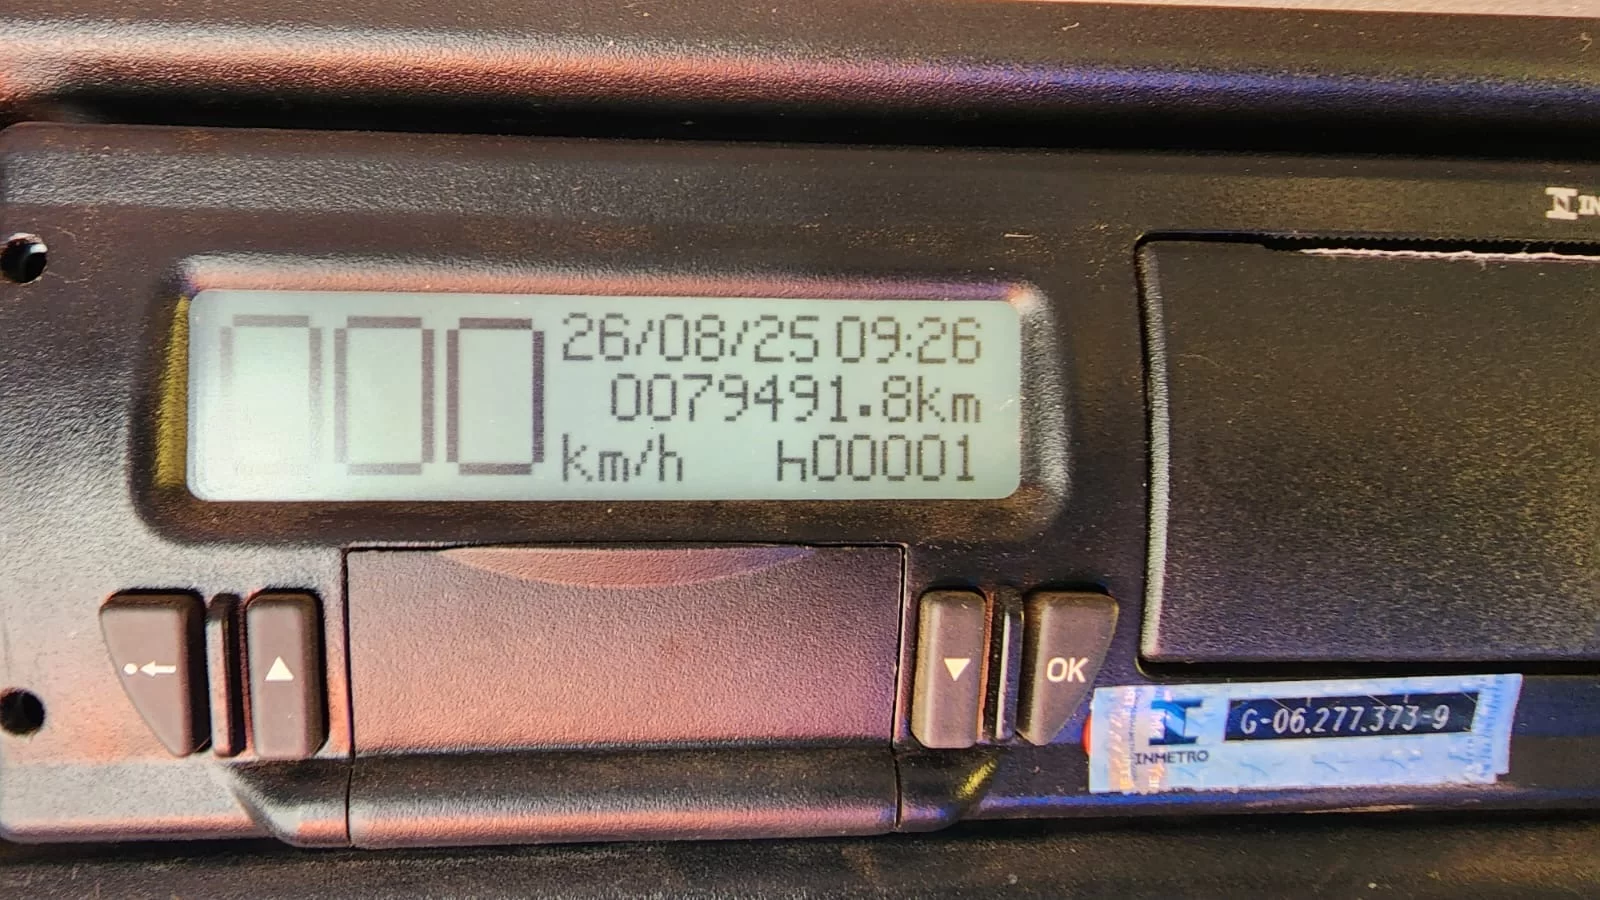 000 26/08/25 09:26
0079491.8km
km/h h00001
OK
INMETRO
G-06.277.373-9